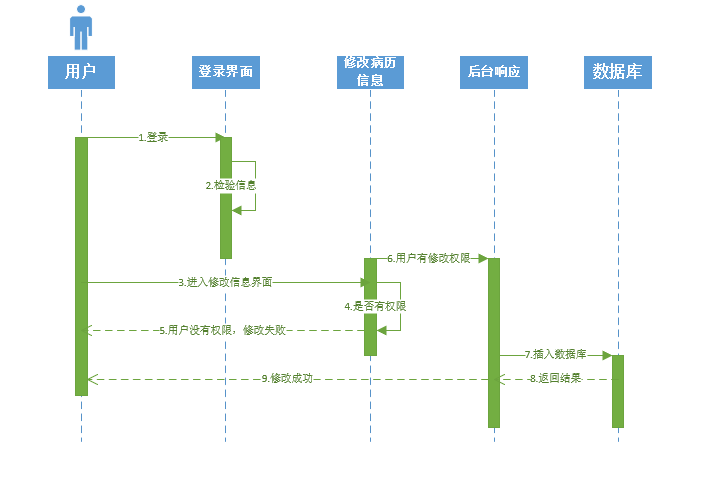 用户
登录界面
修改病历
信息
后台响应
数据库
1.登录
2.检验信息
6.用户有修改权限
3.进入修改信息界面
4.是否有权限
5.用户没有权限，修改失败
7.插入数据库
9.修改成功
8.返回结果